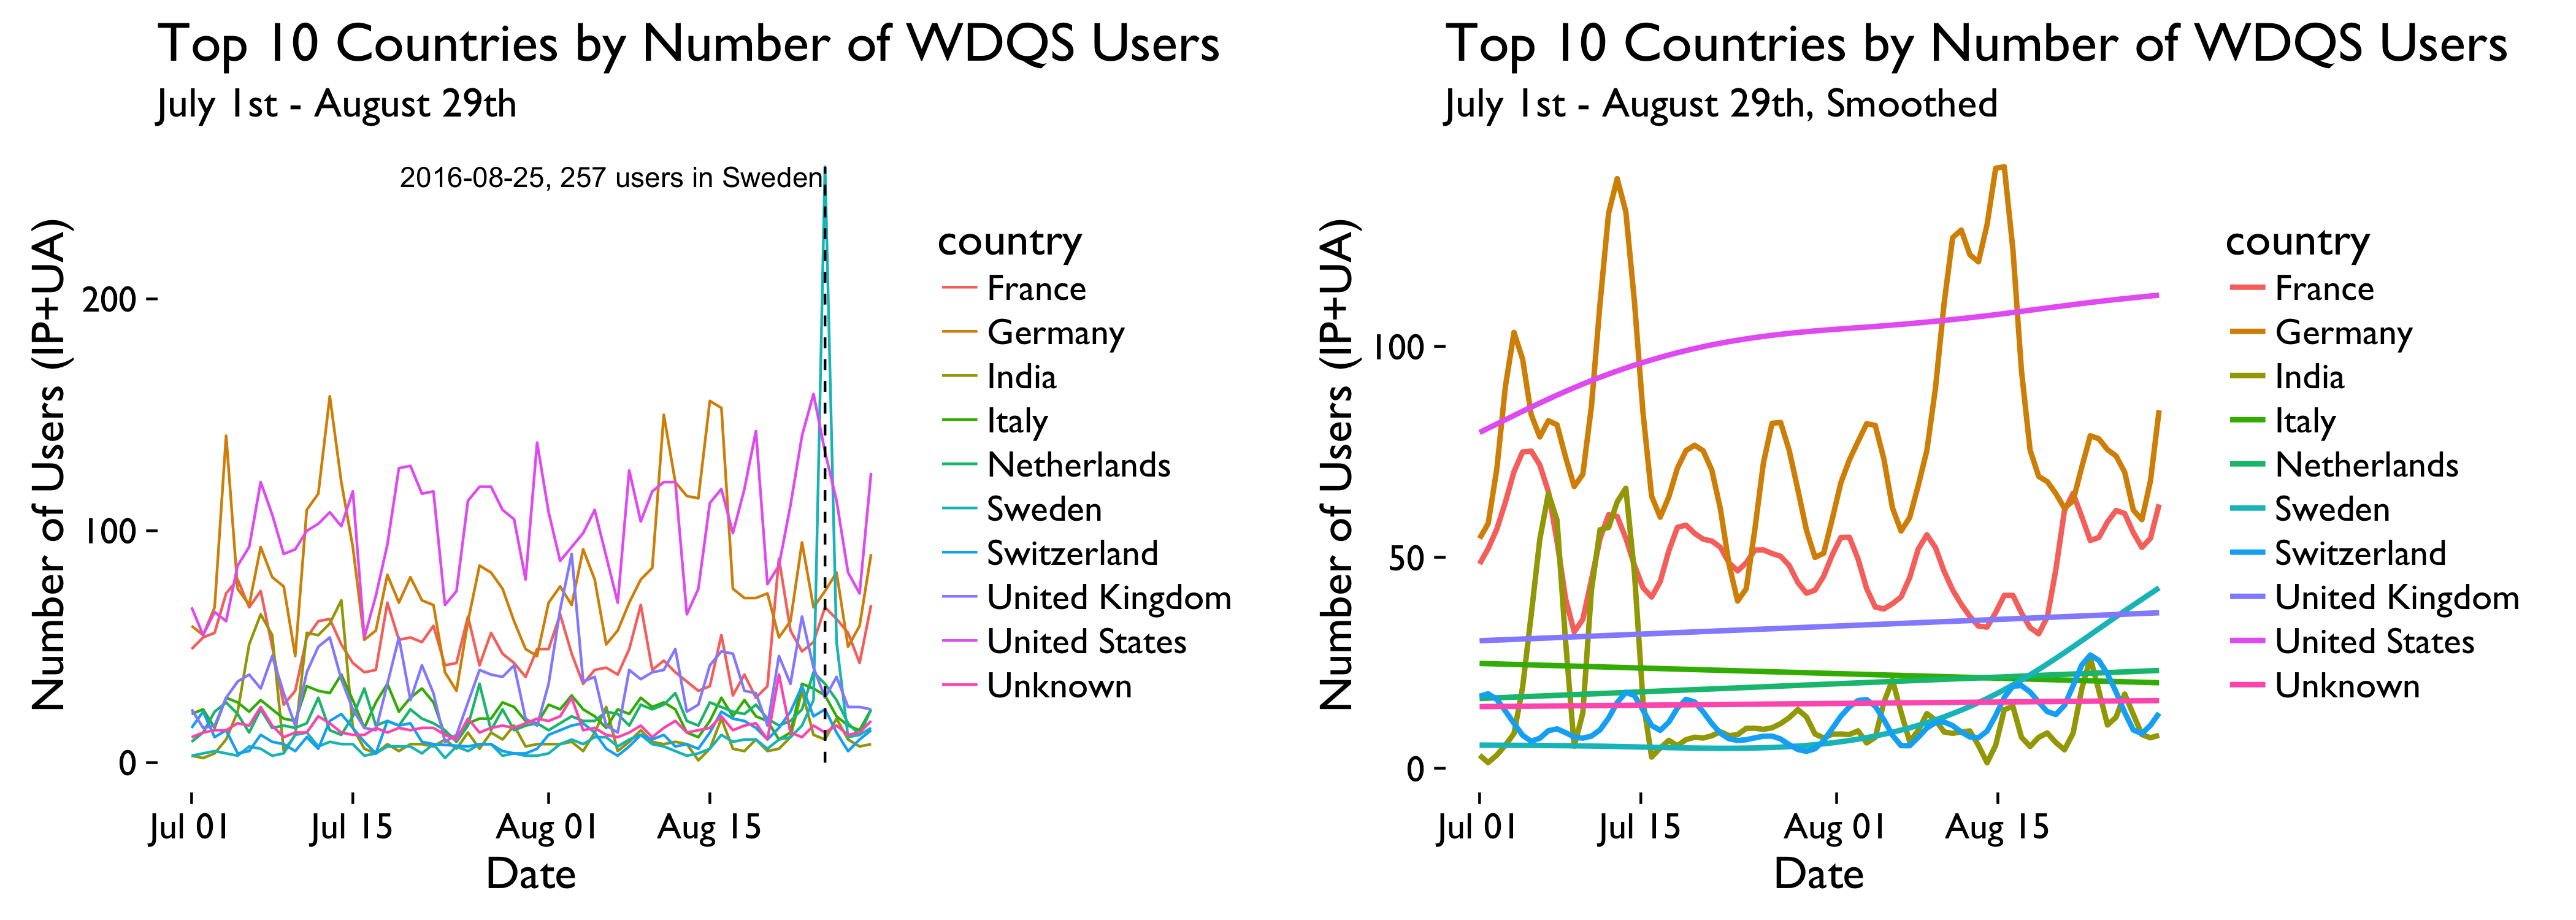 Top 10 Countries by Number of WDQS Users
July 1st - August 29th
2016-08-25, 257 users in Sweden
Number of Users (IP+UA)
200
100
0
Jul 01
Jul 15
Aug 01
Aug 15
Date
country
France
Germany
India
Italy
Netherlands
Sweden
Switzerland
United Kingdom
United States
Unknown
Top 10 Countries by Number of WDQS Users
July 1st - August 29th, Smoothed
Number of Users (IP+UA)
100
50
0
Jul 01
Jul 15
Aug 01
Aug 15
Date
country
France
Germany
India
Italy
Netherlands
Sweden
Switzerland
United Kingdom
United States
Unknown